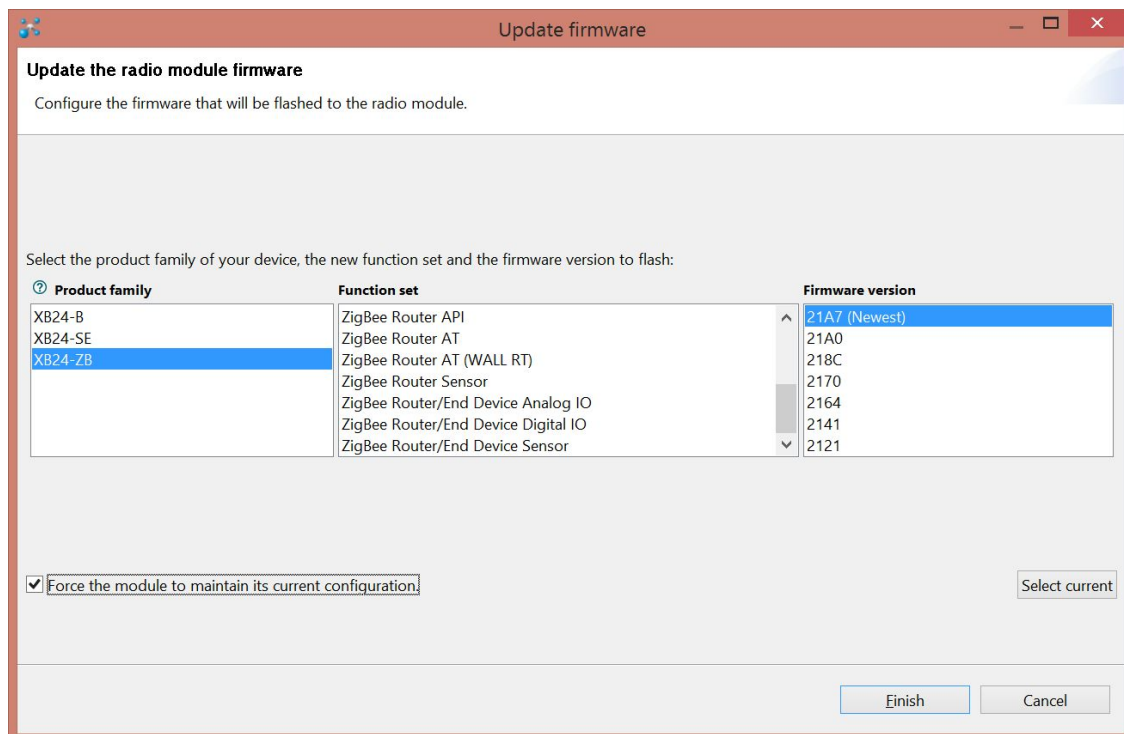 Update firmware
Update the radio module firmware
Configure the firmware that will be flashed to the radio module.
Select the product family of your device, the new function set and the firmware version to flash:
Product family
XB24-B
XB24-SE
XB24-ZB
Function set
ZigBee Router API
ZigBee Router AT
ZigBee Router AT (WALL RT)
ZigBee Router Sensor
ZigBee Router/End Device Analog IO
ZigBee Router/End Device Digital IO
ZigBee Router/End Device Sensor
Firmware version
21A7 (Newest)
21A0
218C
2170
2164
2141
2121
Force the module to maintain its current configuration.
Select current
Finish
Cancel